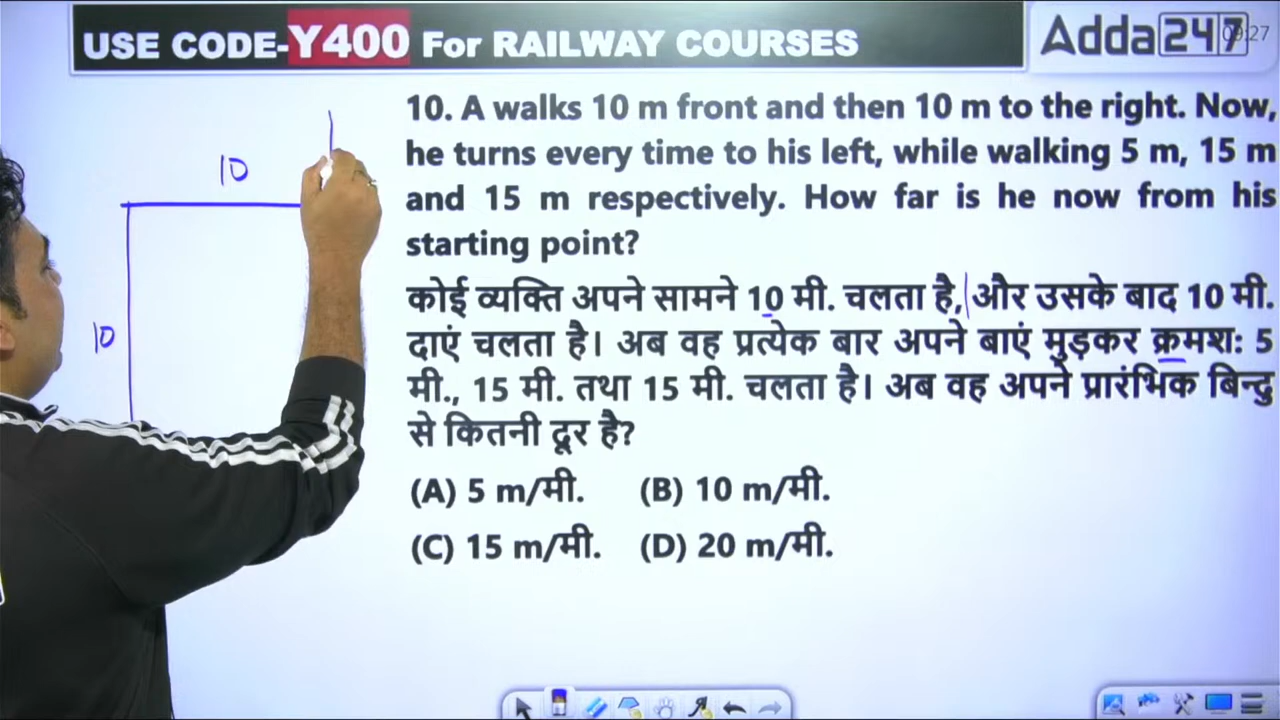 USE CODE-Y400 For RAILWAY COURSES
Adda247
09:27
10. A walks 10 m front and then 10 m to the right. Now,
he turns every time to his left, while walking 5 m, 15 m
and 15 m respectively. How far is he now from his
starting point?
कोई व्यक्ति अपने सामने 10 मी. चलता है, और उसके बाद 10 मी.
दाएं चलता है। अब वह प्रत्येक बार अपने बाएं मुड़कर क्रमश: 5
मी., 15 मी. तथा 15 मी. चलता है। अब वह अपने प्रारंभिक बिन्दु
से कितनी दूर है?
(A) 5 m/मी. (B) 10 m/मी.
(C) 15 m/मी. (D) 20 m/मी.
10
10